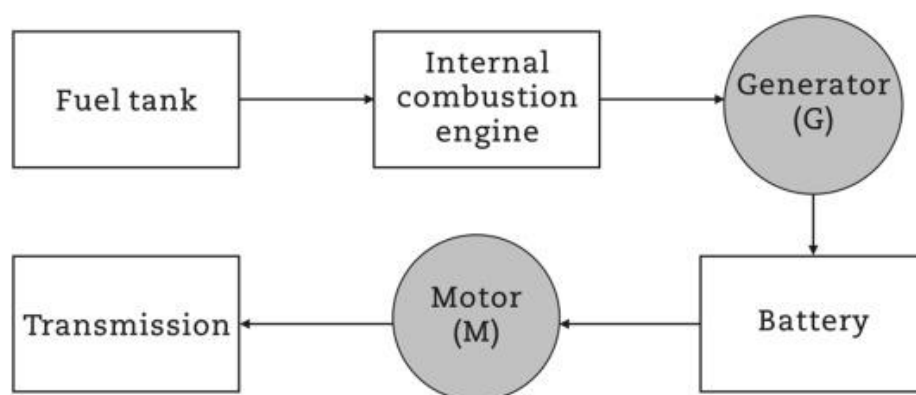 Fuel tank
Internal
combustion
engine
Generator
(G)
Transmission
Motor
(M)
Battery